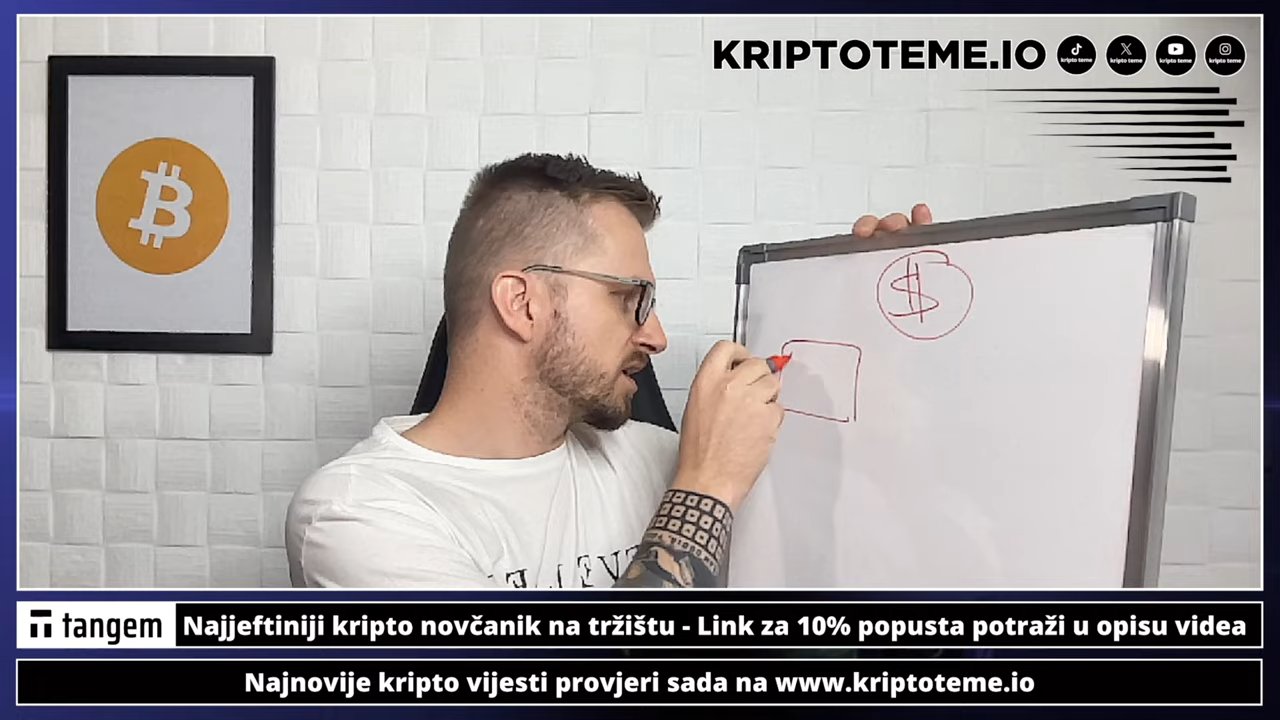 KRIPTOTEME.IO
kripto teme
kripto teme
kripto teme
kripto teme
$
tangem
Najjeftiniji kripto novčanik na tržištu - Link za 10% popusta potraži u opisu videa
Najnovije kripto vijesti provjeri sada na www.kriptoteme.io